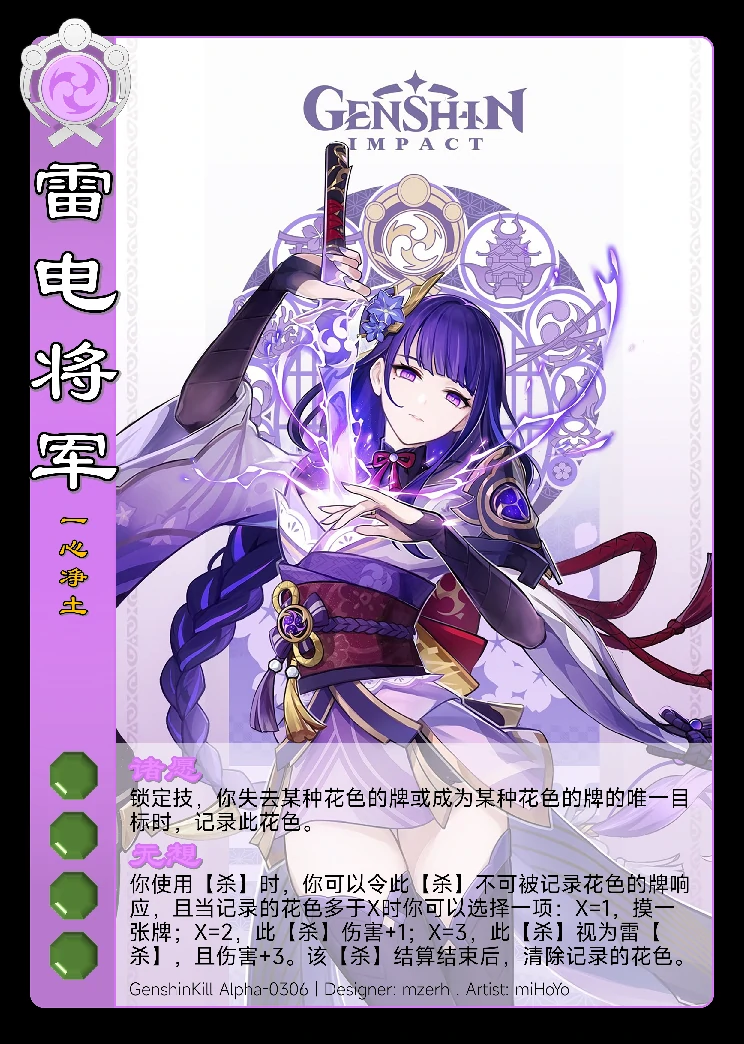 GENSHIN
IMPACT
雷电将军
一心净土
诸愿
锁定技，你失去某种花色的牌或成为某种花色的牌的唯一目
标时，记录此花色。
无想
你使用【杀】时，你可以令此【杀】不可被记录花色的牌响
应，且当记录的花色多于X时你可以选择一项：X=1，摸一
张牌；X=2，此【杀】伤害+1；X=3，此【杀】视为雷【
杀】，且伤害+3。该【杀】结算结束后，清除记录的花色。
GenshinKill Alpha-0306 | Designer: mzerh . Artist: miHoYo